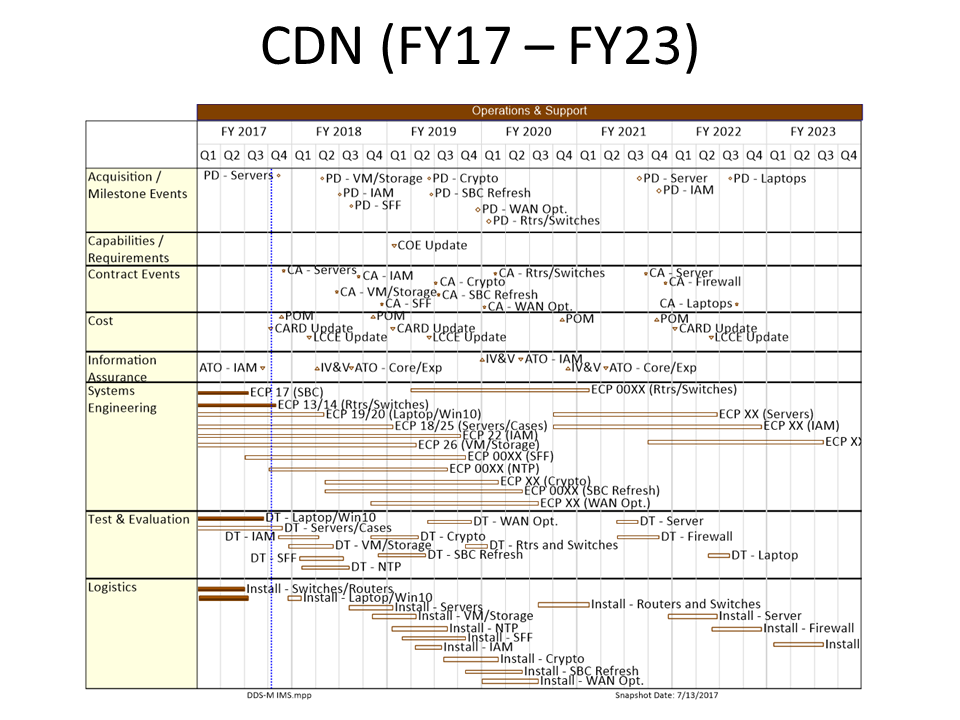 CDN (FY17 – FY23)
Operations & Support
FY 2017 FY 2018 FY 2019 FY 2020 FY 2021 FY 2022 FY 2023
Q1 Q2 Q3 Q4 Q1 Q2 Q3 Q4 Q1 Q2 Q3 Q4 Q1 Q2 Q3 Q4 Q1 Q2 Q3 Q4 Q1 Q2 Q3 Q4 Q1 Q2 Q3 Q4
Acquisition /
Milestone Events
PD - Servers PD - VM/Storage PD - Crypto PD - Server PD - Laptops
PD - IAM PD - SBC Refresh PD - IAM
PD - SFF PD - WAN Opt.
PD - Rtrs/Switches
Capabilities /
Requirements
COE Update
Contract Events
CA - Servers CA - IAM CA - Rtrs/Switches CA - Server
CA - Crypto CA - Firewall
CA - VM/Storage CA - SBC Refresh
CA - SFF CA - WAN Opt. CA - Laptops
Cost
POM POM POM POM
CARD Update CARD Update CARD Update
LCCE Update LCCE Update LCCE Update
Information
Assurance
IV&V ATO - IAM
ATO - IAM IV&V ATO - Core/Exp IV&V ATO - Core/Exp
Systems
Engineering
ECP 17 (SBC) ECP 00XX (Rtrs/Switches)
ECP 13/14 (Rtrs/Switches)
ECP 19/20 (Laptop/Win10) ECP XX (Servers)
ECP 18/25 (Servers/Cases) ECP XX (IAM)
ECP 22 (IAM)
ECP 26 (VM/Storage) ECP X
ECP 00XX (SFF)
ECP 00XX (NTP)
ECP XX (Crypto)
ECP 00XX (SBC Refresh)
ECP XX (WAN Opt.)
Test & Evaluation
DT - Laptop/Win10 DT - WAN Opt. DT - Server
DT - Servers/Cases
DT - IAM DT - Crypto DT - Firewall
DT - VM/Storage DT - Rtrs and Switches
DT - SFF DT - SBC Refresh DT - Laptop
DT - NTP
Logistics
Install - Switches/Routers
Install - Laptop/Win10
Install - Servers Install - Routers and Switches
Install - VM/Storage Install - Server
Install - NTP Install - Firewall
Install - SFF
Install - IAM Install
Install - Crypto
Install - SBC Refresh
Install - WAN Opt.
DDS-M IMS.mpp Snapshot Date: 7/13/2017